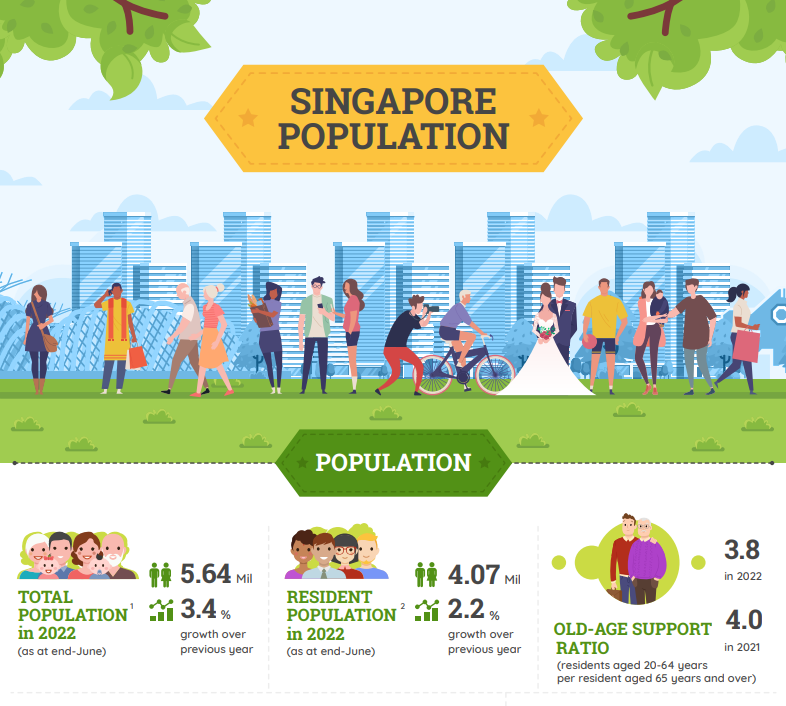 SINGAPORE
POPULATION
POPULATION
TOTAL
POPULATION 1
in 2022
(as at end-June)
5.64 Mil
3.4 %
growth over
previous year
RESIDENT
POPULATION 2
in 2022
(as at end-June)
4.07 Mil
2.2 %
growth over
previous year
OLD-AGE SUPPORT
RATIO
(residents aged 20-64 years
per resident aged 65 years and over)
3.8
in 2022
4.0
in 2021